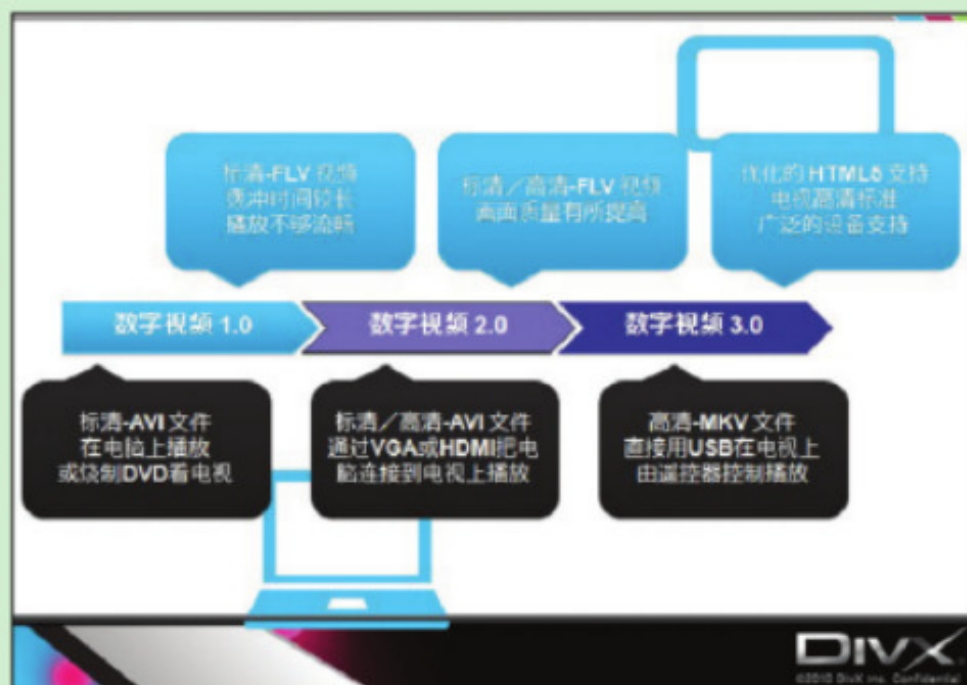 标清-FLV 视频
缓冲时间较长
播放不够流畅
标清／高清-FLV 视频
画面质量有所提高
优化的 HTML5 支持
电视高清标准
广泛的设备支持
数字视频 1.0
数字视频 2.0
数字视频 3.0
标清-AVI 文件
在电脑上播放
或烧制DVD看电视
标清／高清-AVI 文件
通过VGA或HDMI把电
脑连接到电视上播放
高清-MKV 文件
直接用USB在电视上
由遥控器控制播放
DIVX
©2010 DivX Inc. Confidential